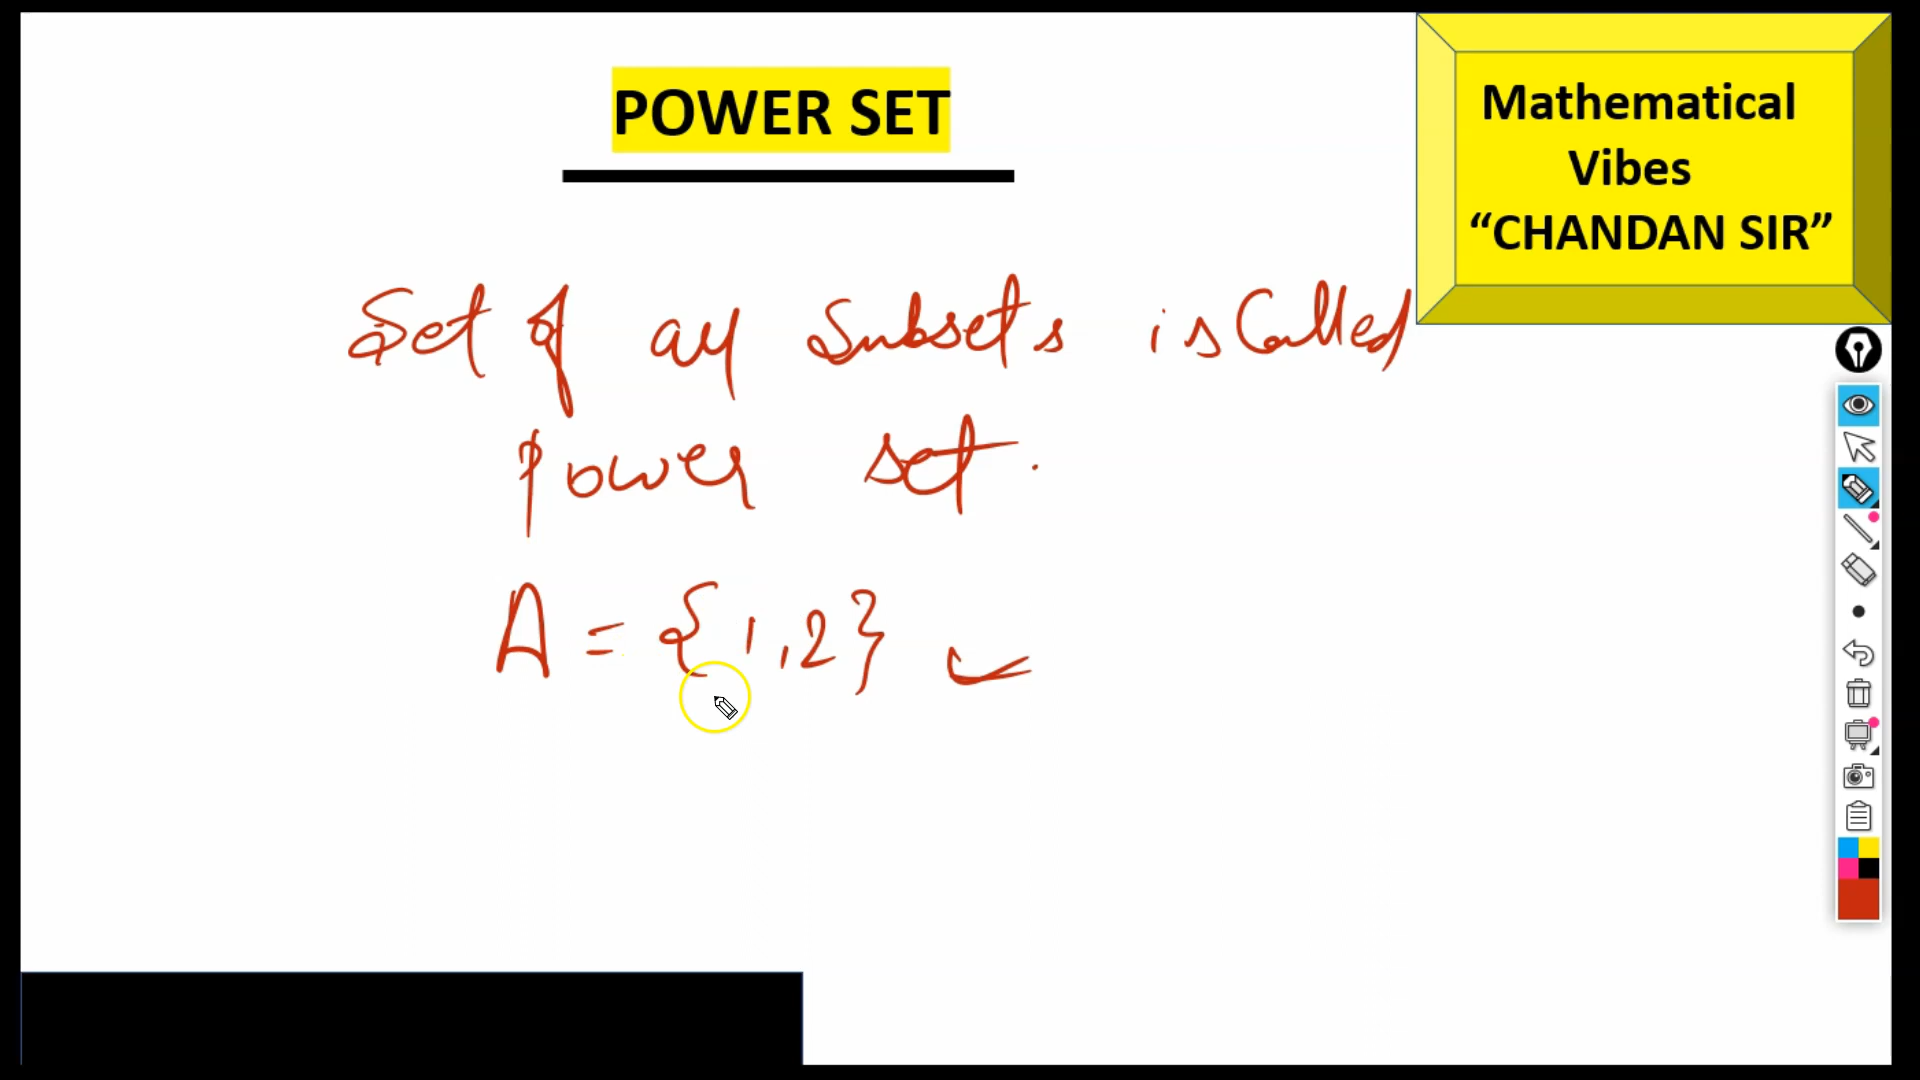 POWER SET
Mathematical
Vibes
“CHANDAN SIR”
Set of all Subsets is Called
power set.
A = {1,2}